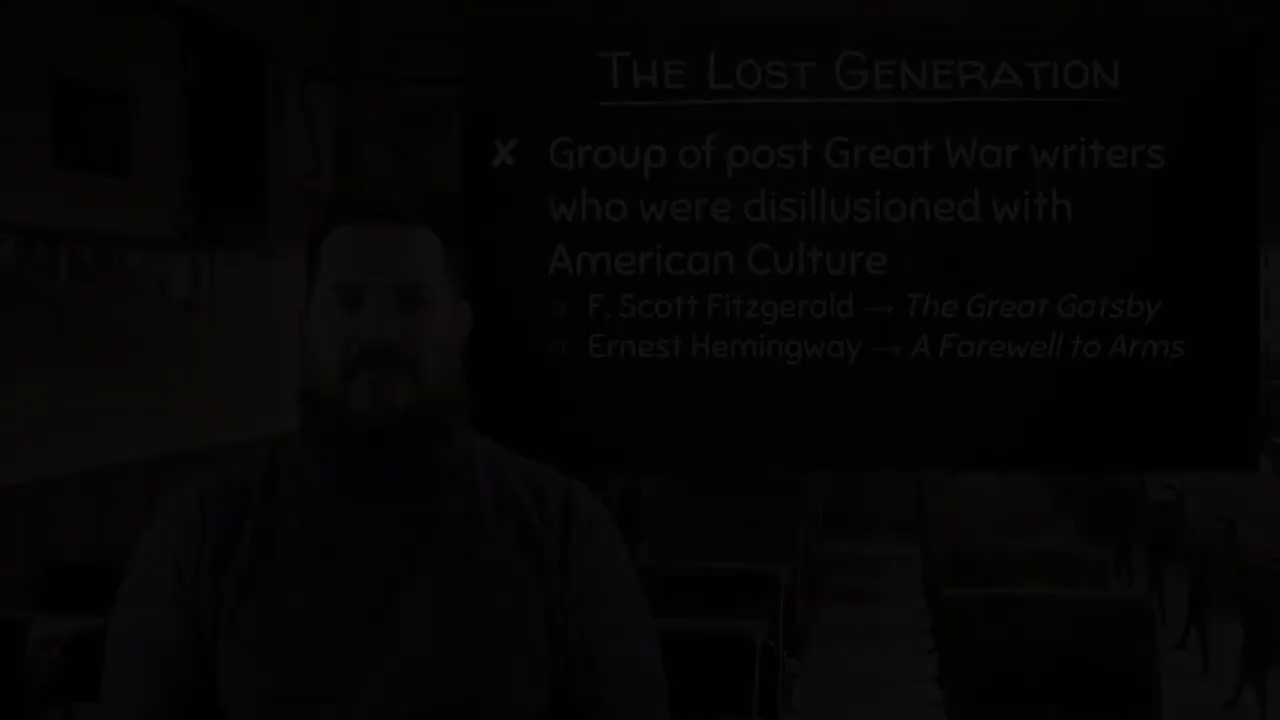 THE LOST GENERATION
✘ Group of post Great War writers
who were disillusioned with
American Culture
F. Scott Fitzgerald → The Great Gatsby
Ernest Hemingway → A Farewell to Arms